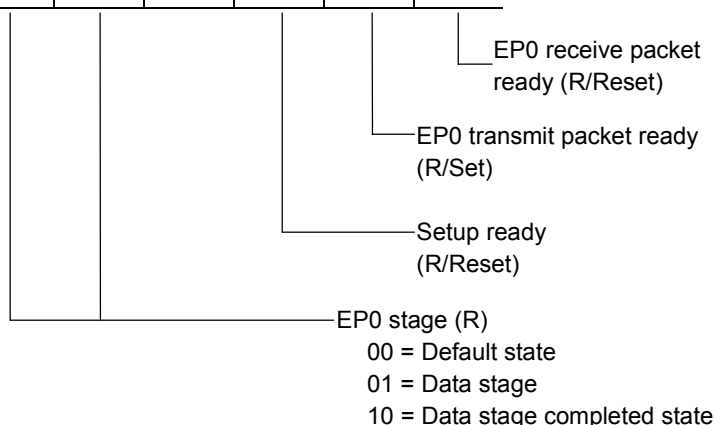 EP0 receive packet
ready (R/Reset)
EP0 transmit packet ready
(R/Set)
Setup ready
(R/Reset)
EP0 stage (R)
00 = Default state
01 = Data stage
10 = Data stage completed state